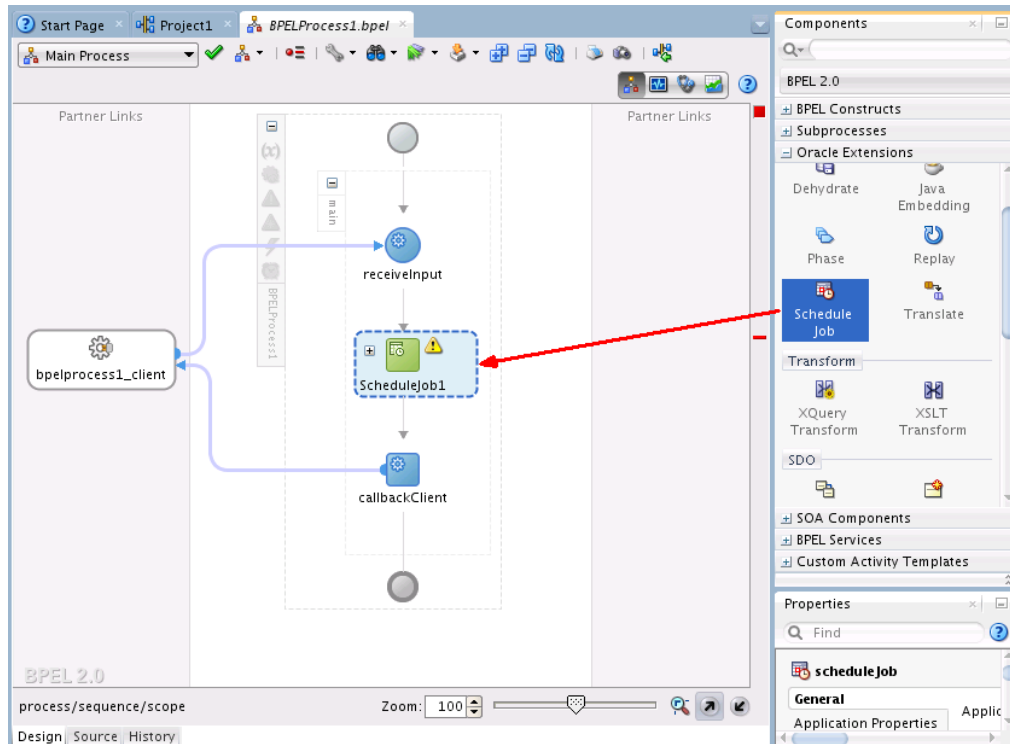 Start Page
Project1
BPELProcess1.bpel
Main Process
Partner Links
Partner Links
main
BPELProcess1
receiveInput
bpelprocess1_client
ScheduleJob1
callbackClient
BPEL 2.0
process/sequence/scope
Zoom: 100
Design Source History
Components
BPEL 2.0
BPEL Constructs
Subprocesses
Oracle Extensions
Dehydrate
Java
Embedding
Phase
Replay
Schedule
Job
Translate
Transform
XQuery
Transform
XSLT
Transform
SDO
SOA Components
BPEL Services
Custom Activity Templates
Properties
Find
scheduleJob
General
Application Properties
Applic